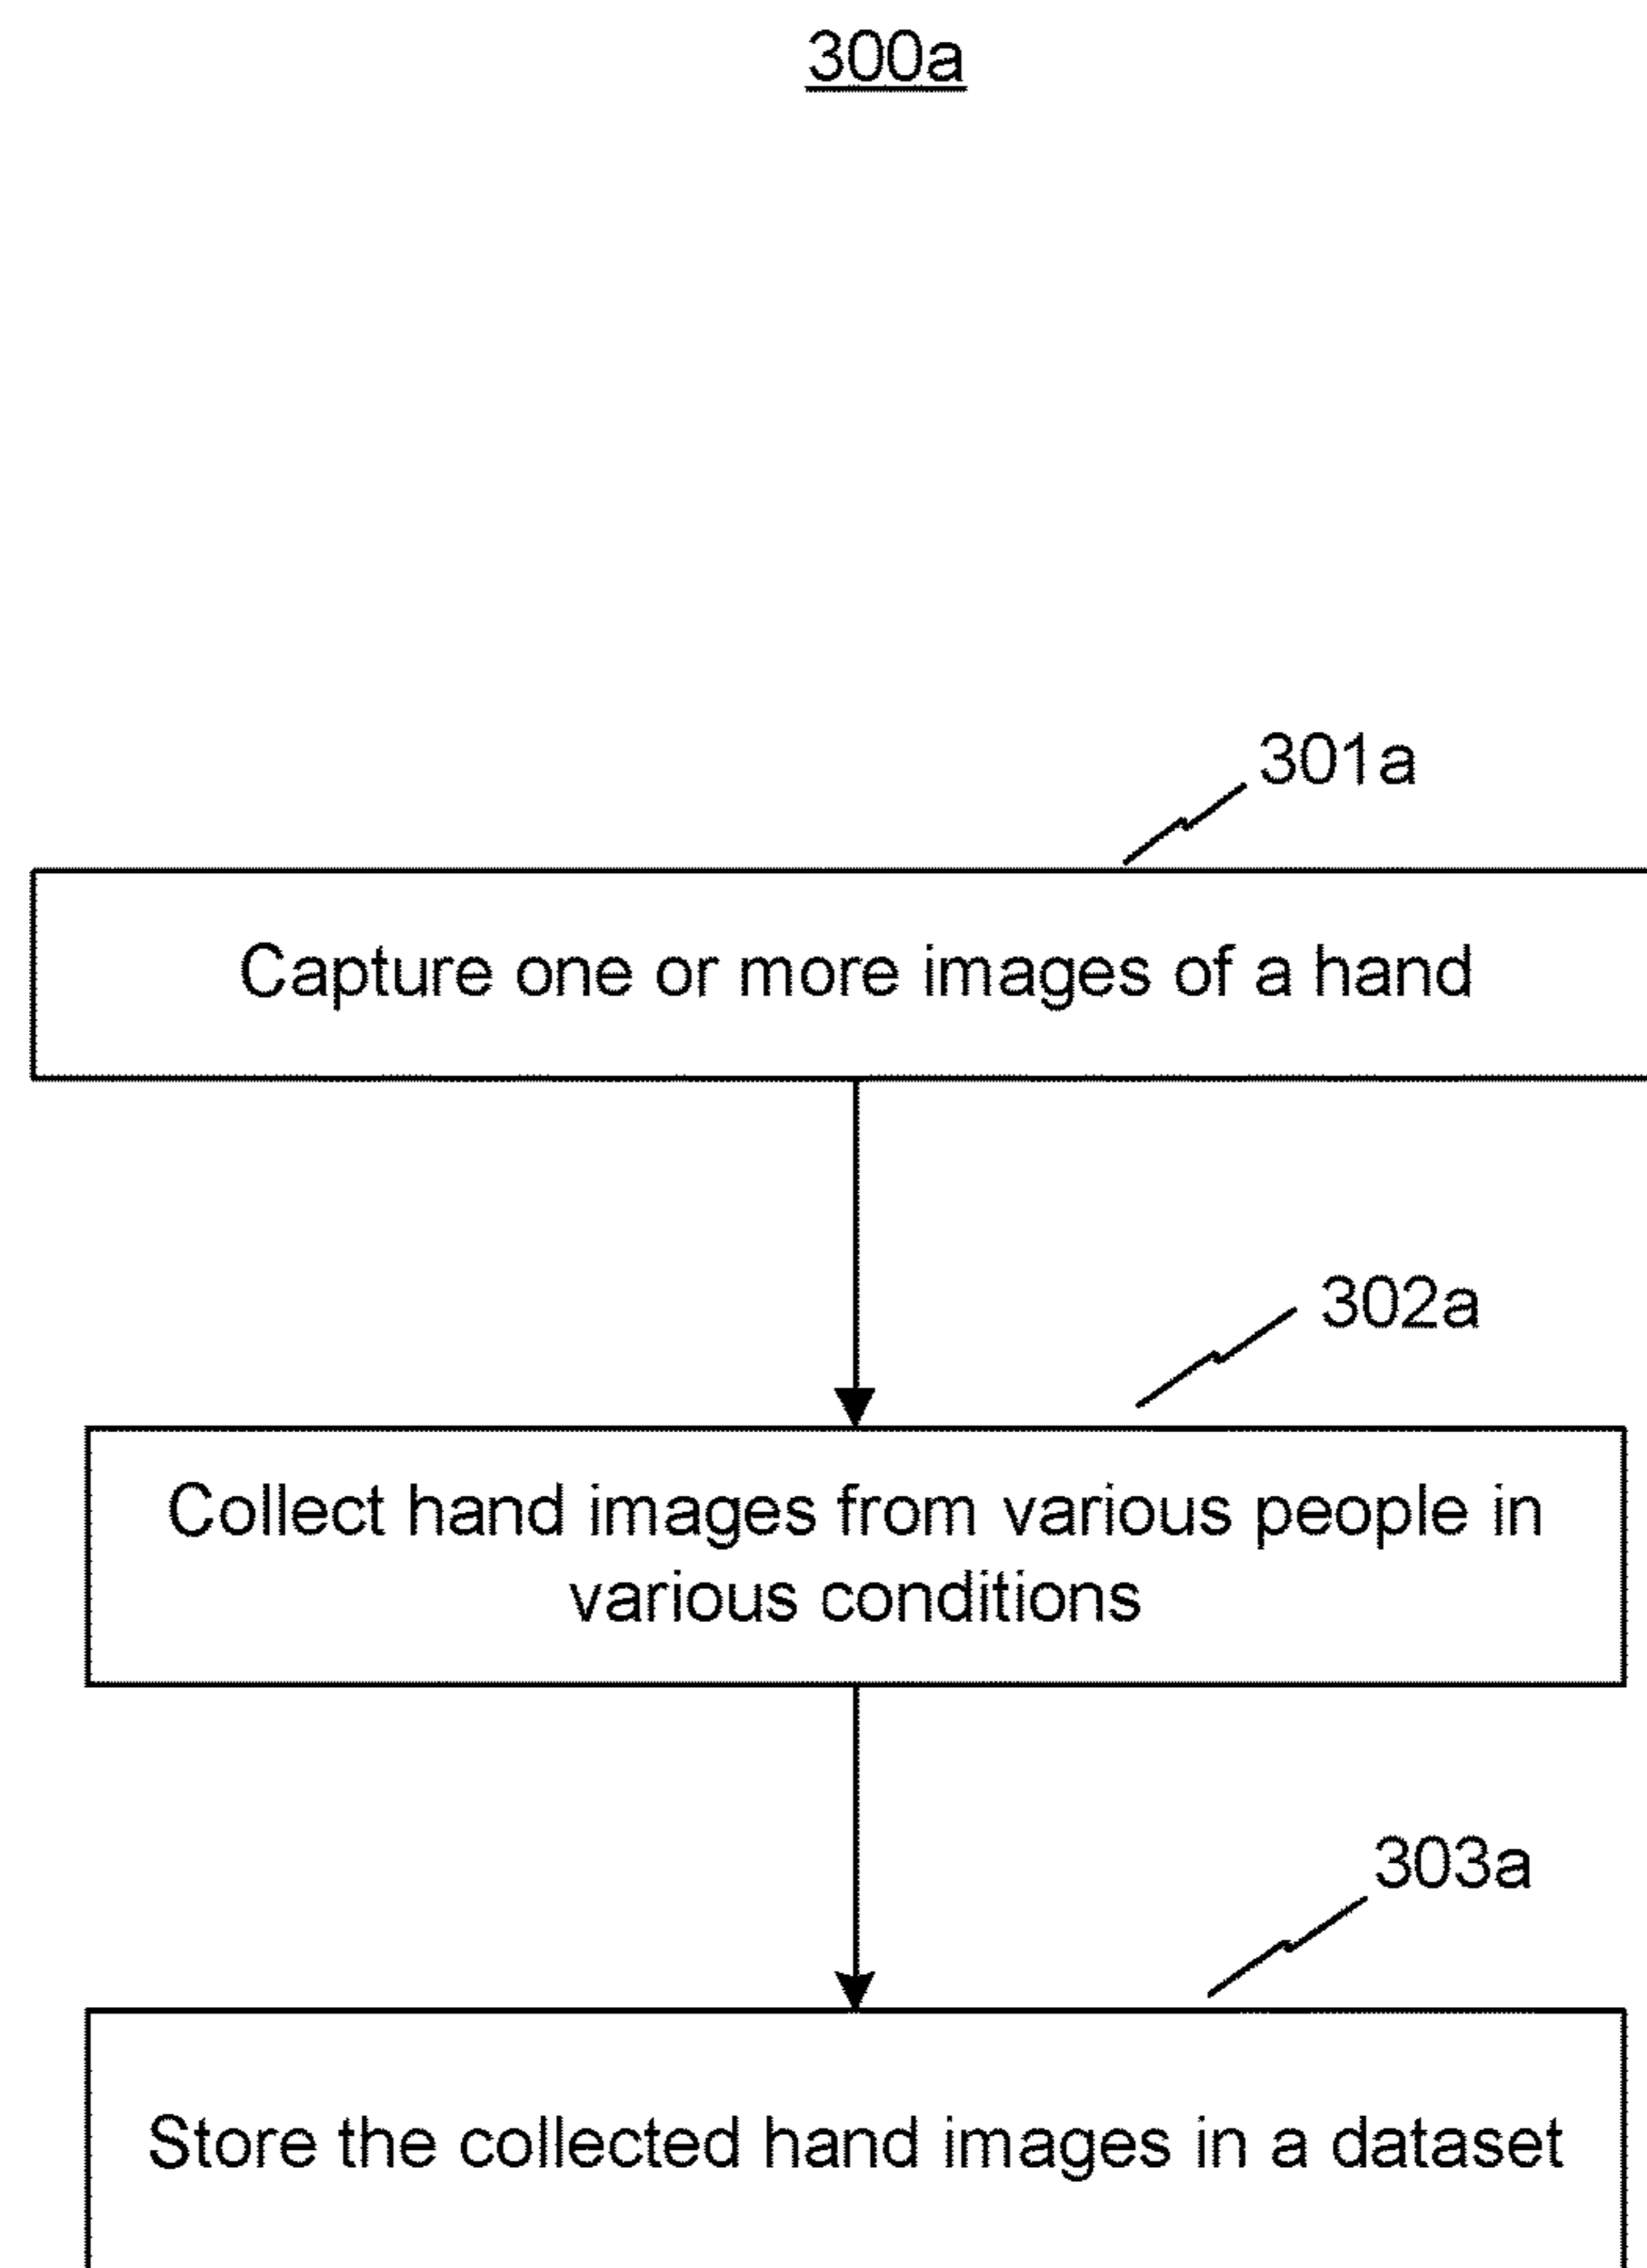 300a
301a
Capture one or more images of a hand
302a
Collect hand images from various people in
various conditions
303a
Store the collected hand images in a dataset